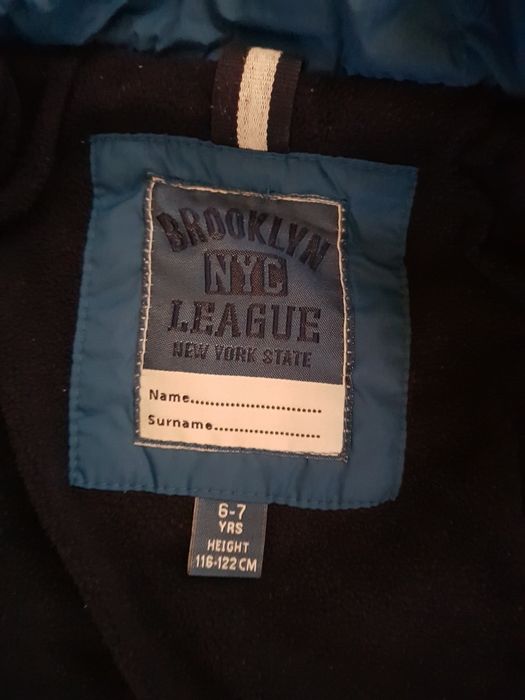 BROOKLYN
NYC
LEAGUE
NEW YORK STATE
Name...........................
Surname......................
6-7
YRS
HEIGHT
116-122 CM